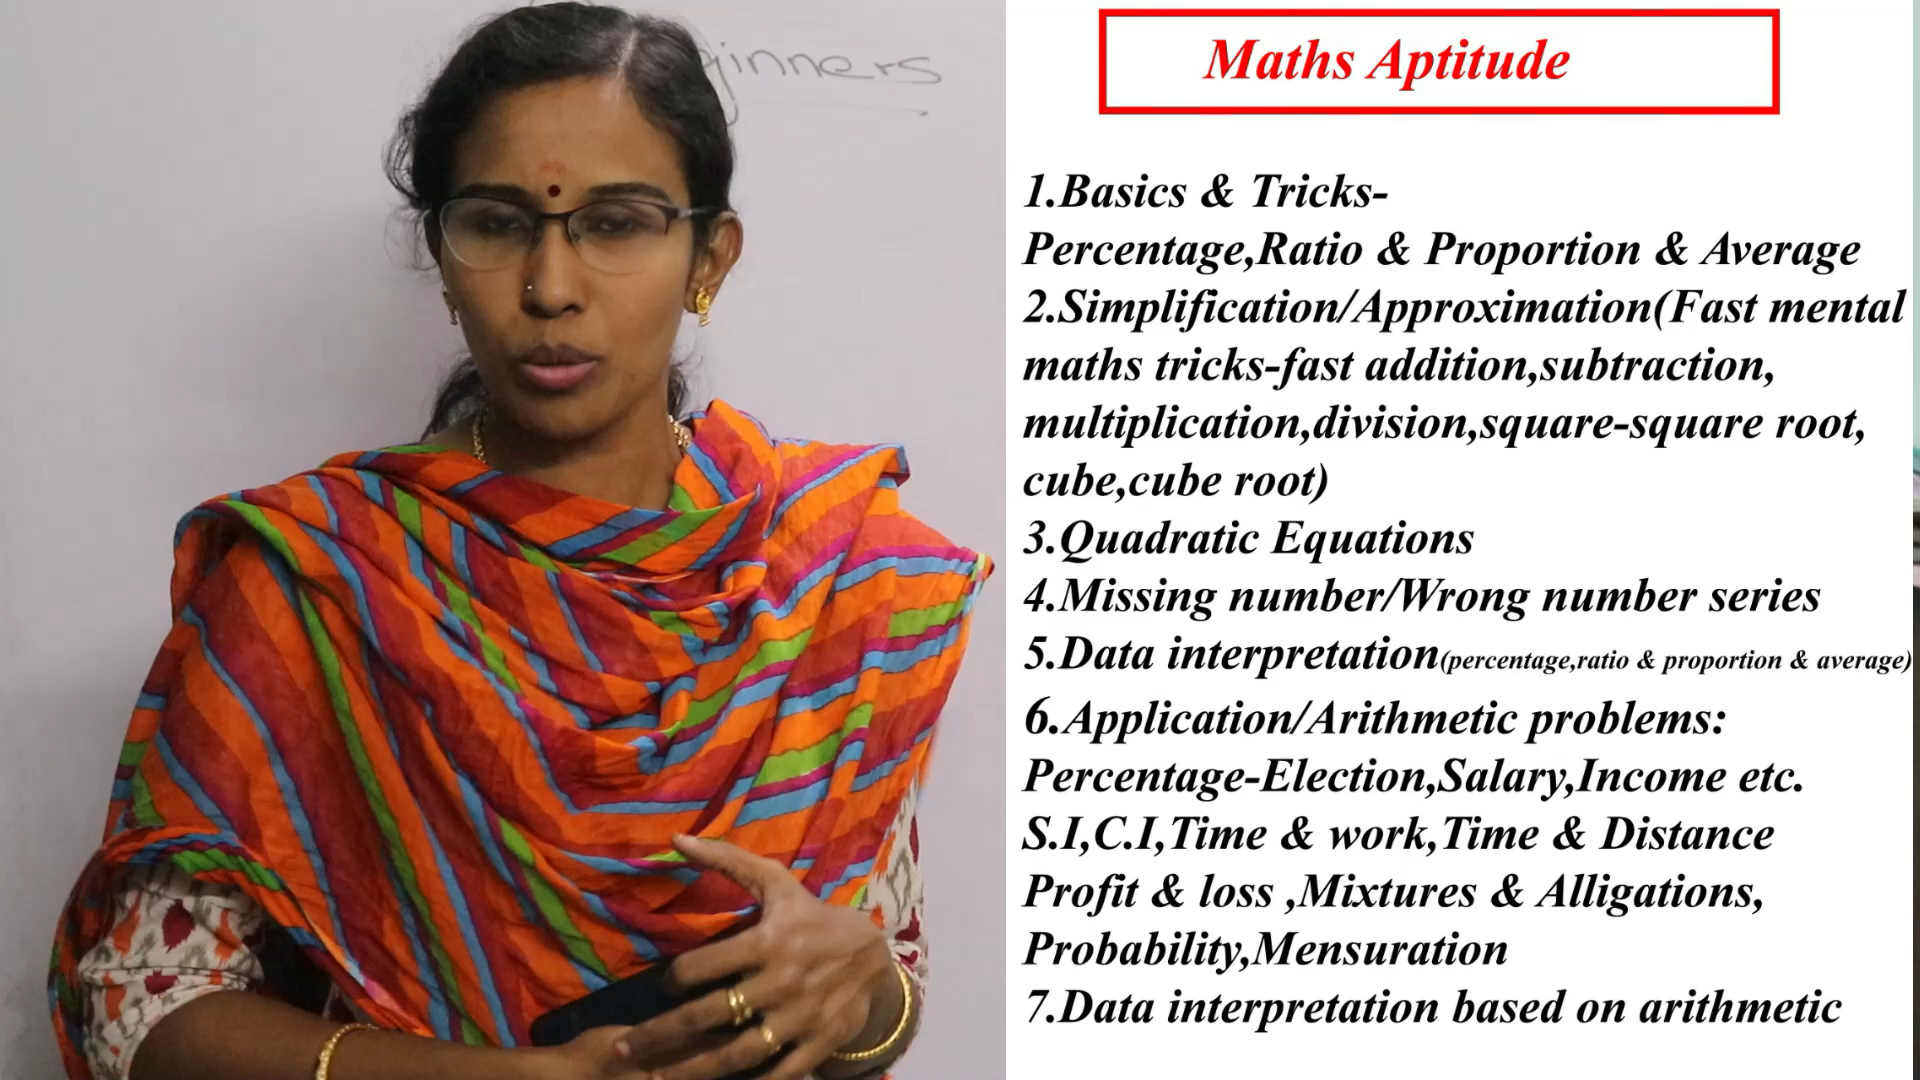 ginners
Maths Aptitude
1.Basics & Tricks-
Percentage,Ratio & Proportion & Average
2.Simplification/Approximation(Fast mental
maths tricks-fast addition,subtraction,
multiplication,division,square-square root,
cube,cube root)
3.Quadratic Equations
4.Missing number/Wrong number series
5.Data interpretation(percentage,ratio & proportion & average)
6.Application/Arithmetic problems:
Percentage-Election,Salary,Income etc.
S.I,C.I,Time & work,Time & Distance
Profit & loss ,Mixtures & Alligations,
Probability,Mensuration
7.Data interpretation based on arithmetic